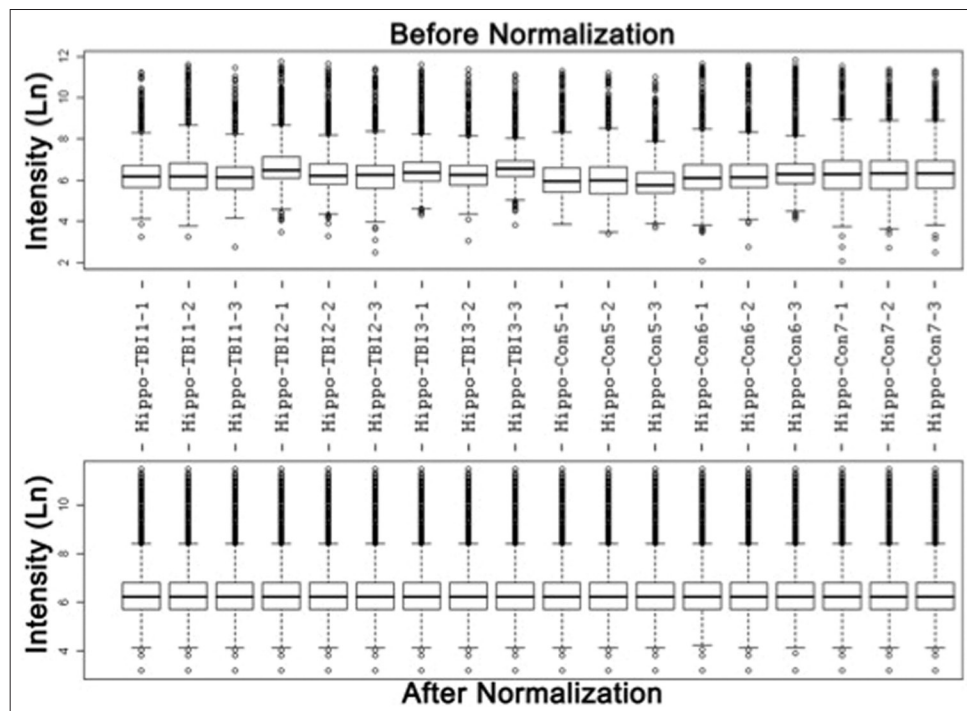 Before Normalization
Intensity (Ln)
12
10
8
6
4
2
Hippo-TBI1-1
Hippo-TBI1-2
Hippo-TBI1-3
Hippo-TBI2-1
Hippo-TBI2-2
Hippo-TBI2-3
Hippo-TBI3-1
Hippo-TBI3-2
Hippo-TBI3-3
Hippo-Con5-1
Hippo-Con5-2
Hippo-Con5-3
Hippo-Con6-1
Hippo-Con6-2
Hippo-Con6-3
Hippo-Con7-1
Hippo-Con7-2
Hippo-Con7-3
Intensity (Ln)
10
8
6
4
After Normalization